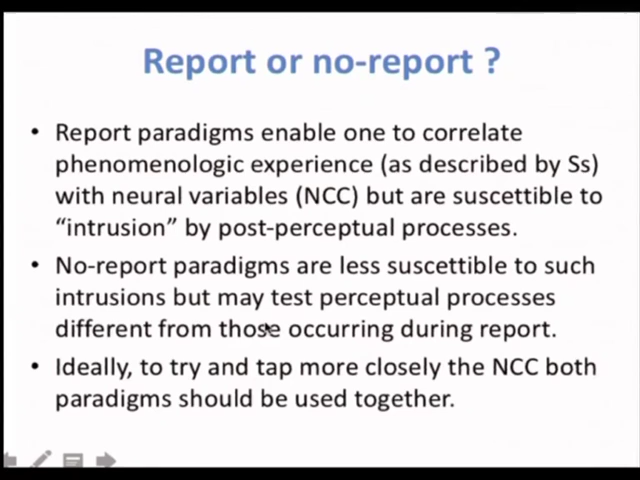 Report or no-report ?
• Report paradigms enable one to correlate
phenomenologic experience (as described by Ss)
with neural variables (NCC) but are suscettible to
“intrusion” by post-perceptual processes.
• No-report paradigms are less suscettible to such
intrusions but may test perceptual processes
different from those occurring during report.
• Ideally, to try and tap more closely the NCC both
paradigms should be used together.